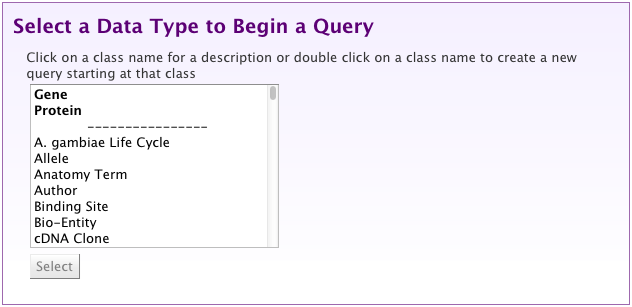 Select a Data Type to Begin a Query
Click on a class name for a description or double click on a class name to create a new
query starting at that class
Gene
Protein
----------------
A. gambiae Life Cycle
Allele
Anatomy Term
Author
Binding Site
Bio-Entity
cDNA Clone
Select